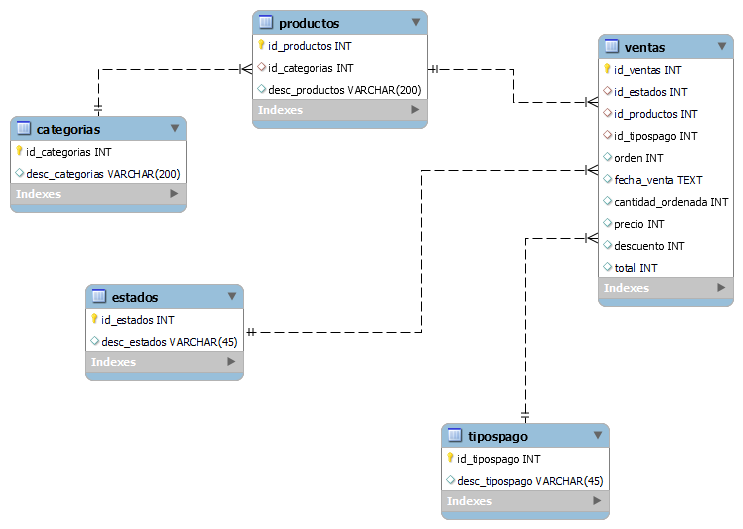 productos
id_productos INT
id_categorias INT
desc_productos VARCHAR(200)
Indexes
ventas
id_ventas INT
id_estados INT
id_productos INT
id_tipospago INT
orden INT
fecha_venta TEXT
cantidad_ordenada INT
precio INT
descuento INT
total INT
Indexes
categorias
id_categorias INT
desc_categorias VARCHAR(200)
Indexes
estados
id_estados INT
desc_estados VARCHAR(45)
Indexes
tipospago
id_tipospago INT
desc_tipospago VARCHAR(45)
Indexes